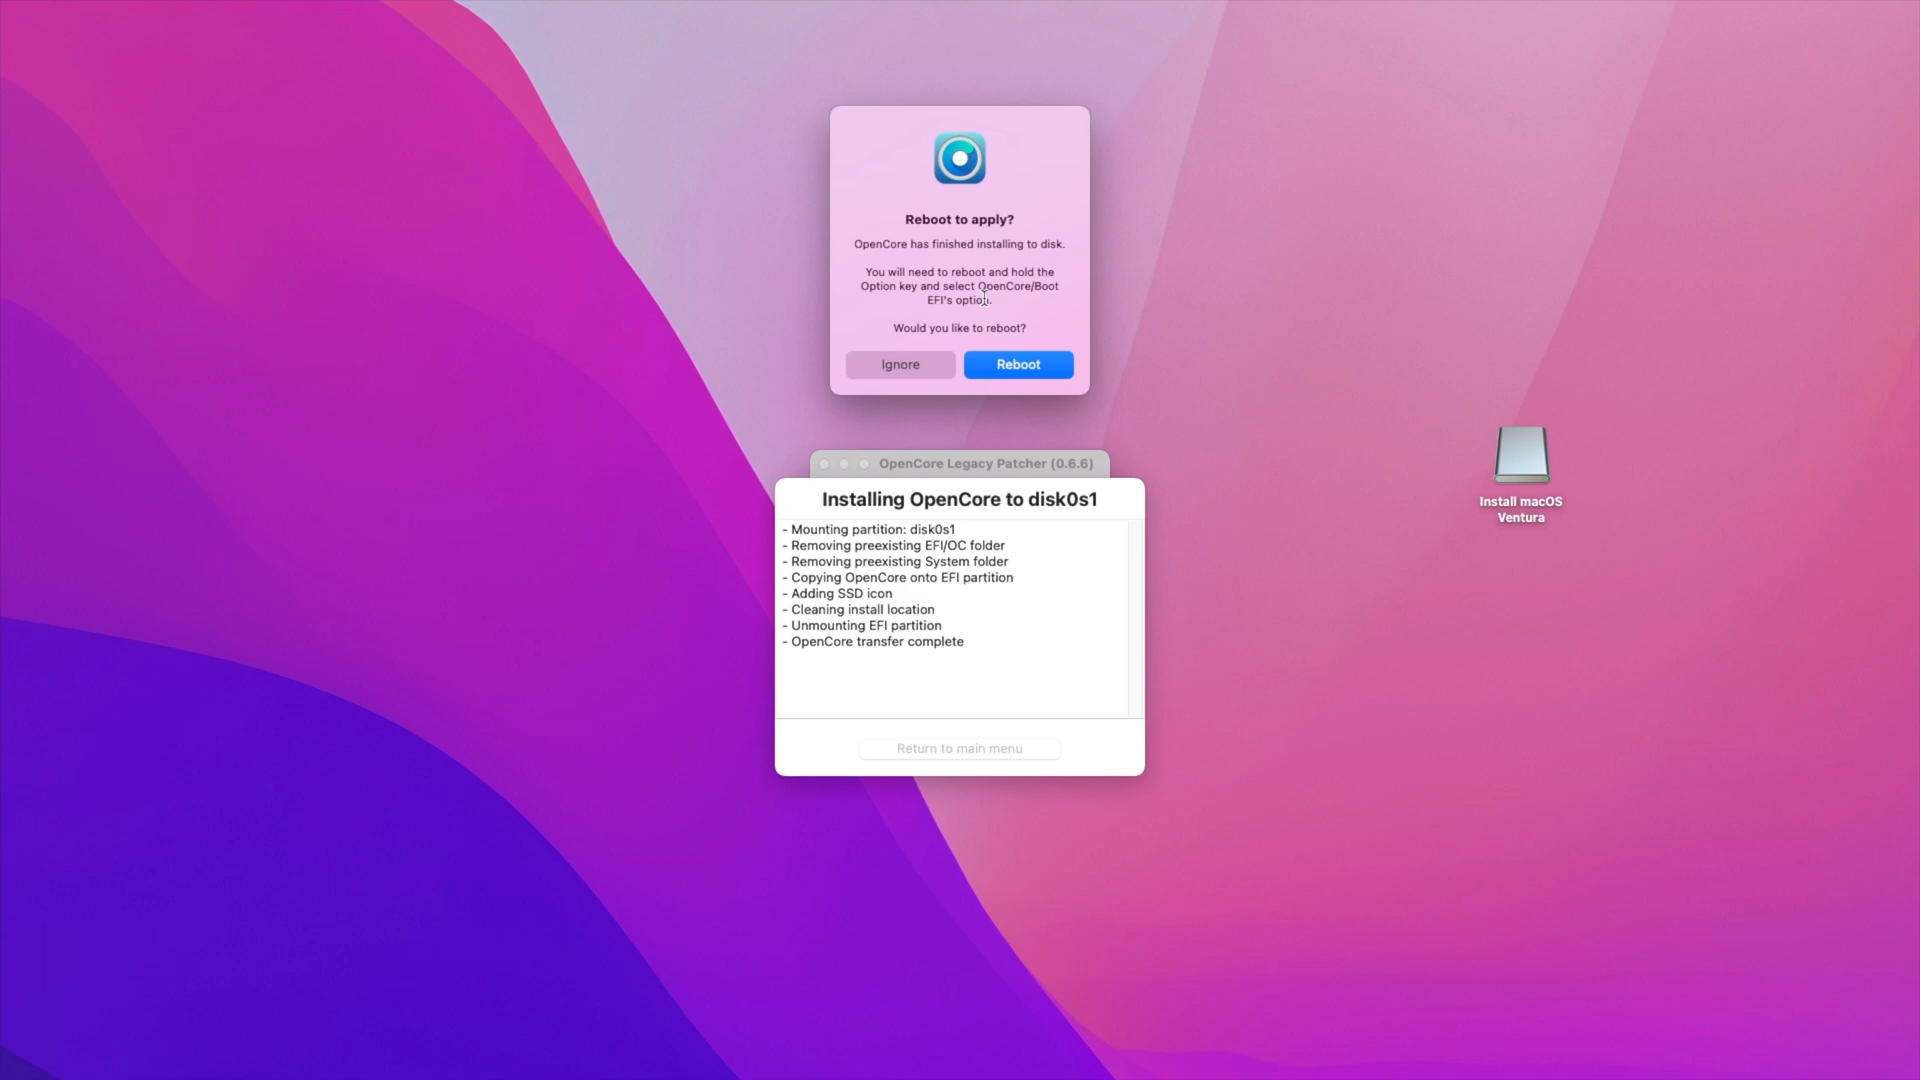 Reboot to apply?
OpenCore has finished installing to disk.
You will need to reboot and hold the
Option key and select OpenCore/Boot
EFI's option.
Would you like to reboot?
Ignore
Reboot
OpenCore Legacy Patcher (0.6.6)
Installing OpenCore to disk0s1
- Mounting partition: disk0s1
- Removing preexisting EFI/OC folder
- Removing preexisting System folder
- Copying OpenCore onto EFI partition
- Adding SSD icon
- Cleaning install location
- Unmounting EFI partition
- OpenCore transfer complete
Return to main menu
Install macOS
Ventura